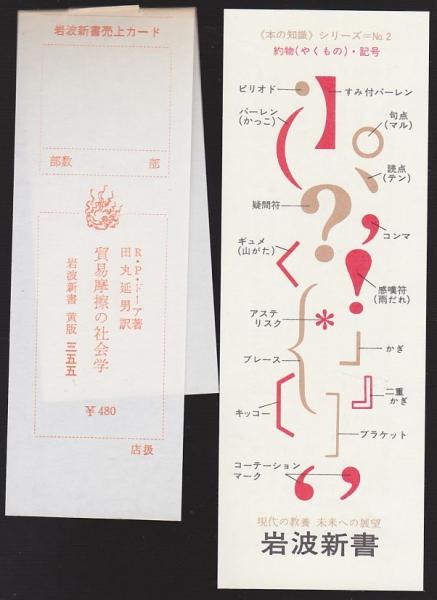 岩波新書売上カード
部数 部
R・P・ドーア著
田丸延男訳
貿易摩擦の社会学
岩波新書 黄版 三五五
¥480
店扱
《本の知識》シリーズ=No.2
約物(やくもの)・記号
ピリオド
すみ付パーレン
パーレン
(かっこ)
句点
(マル)
読点
(テン)
疑問符
コンマ
ギュメ
(山がた)
感嘆符
(雨だれ)
アステ
リスク
かぎ
ブレース
二重
かぎ
キッコー
ブラケット
コーテーション
マーク
現代の教養 未来への展望
岩波新書